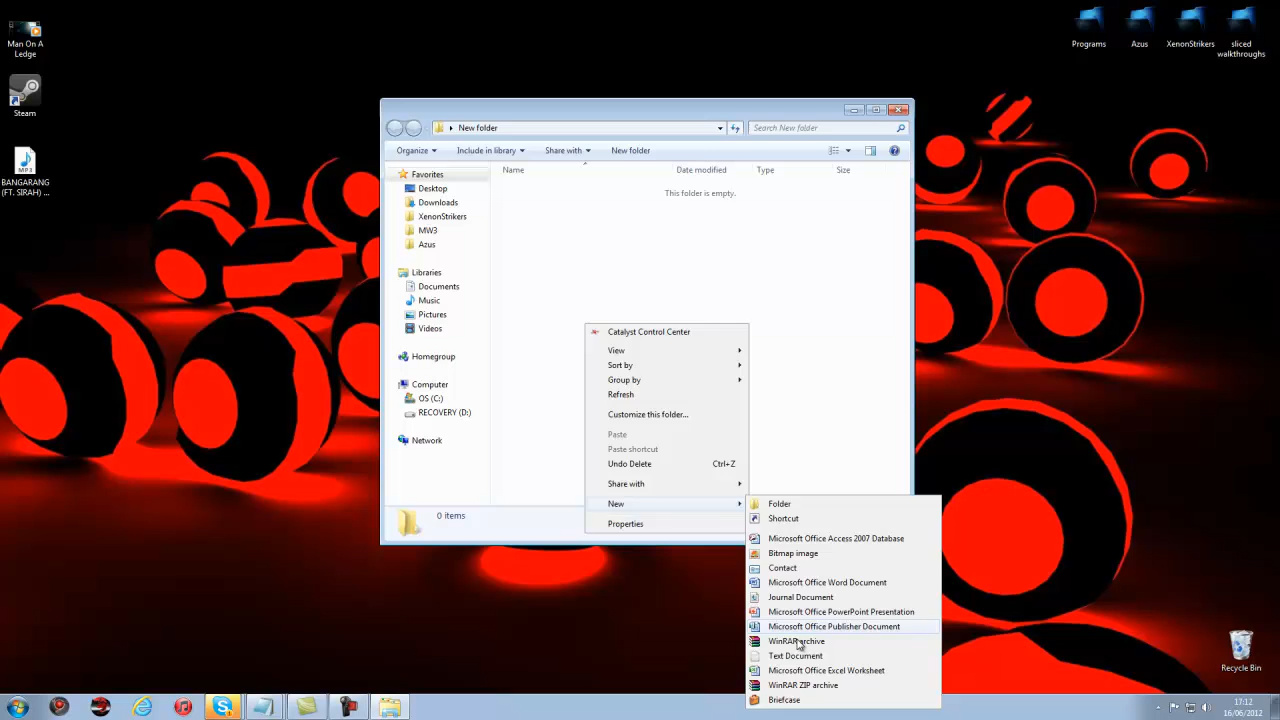 Man On A
Ledge
Steam
MP3
BANGARANG
(FT. SIRAH) ...
Programs
Azus
XenonStrikers
sliced
walkthroughs
New folder
Search New folder
Organize
Include in library
Share with
New folder
Name
Date modified
Type
Size
This folder is empty.
Favorites
Desktop
Downloads
XenonStrikers
MW3
Azus
Libraries
Documents
Music
Pictures
Videos
Homegroup
Computer
OS (C:)
RECOVERY (D:)
Network
0 items
Catalyst Control Center
View
Sort by
Group by
Refresh
Customize this folder...
Paste
Paste shortcut
Undo Delete Ctrl+Z
Share with
New
Properties
Folder
Shortcut
Microsoft Office Access 2007 Database
Bitmap image
Contact
Microsoft Office Word Document
Journal Document
Microsoft Office PowerPoint Presentation
Microsoft Office Publisher Document
WinRAR archive
Text Document
Microsoft Office Excel Worksheet
WinRAR ZIP archive
Briefcase
Recycle Bin
17:12
16/06/2012